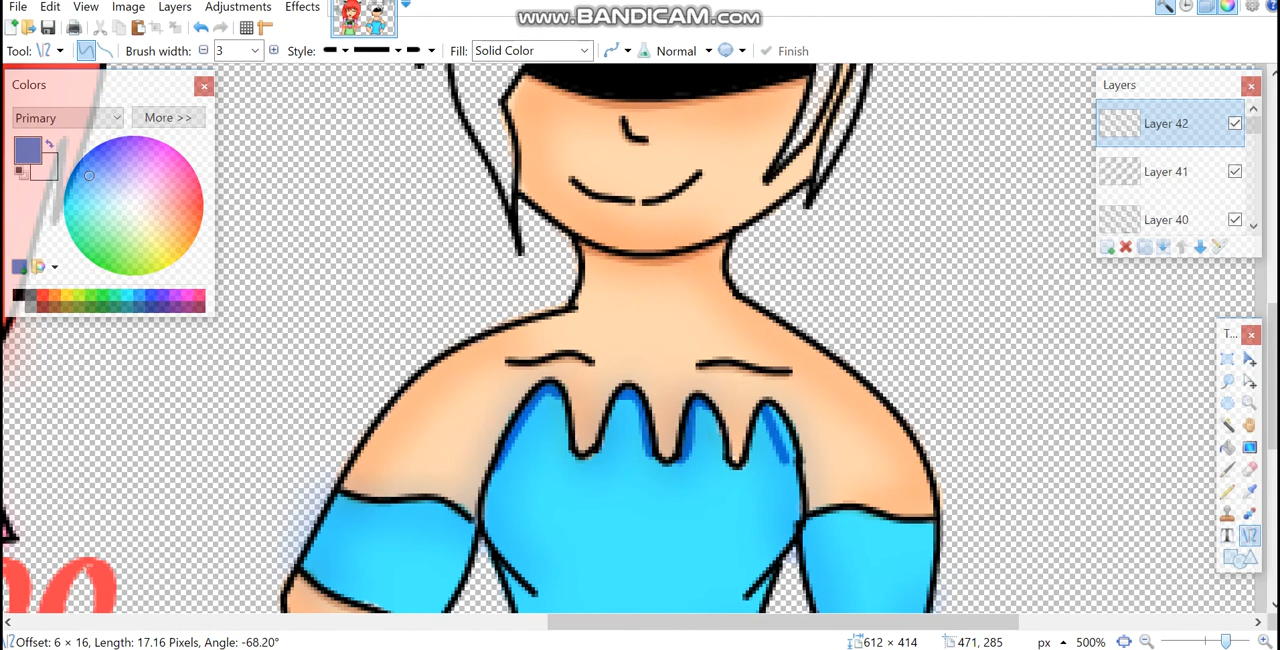 www.BANDICAM.com
File Edit View Image Layers Adjustments Effects
Tool: Brush width: 3 Style: Fill: Solid Color Normal Finish
Colors
Primary More >>
Layers
Layer 42
Layer 41
Layer 40
T...
Offset: 6 × 16, Length: 17.16 Pixels, Angle: -68.20° 612 × 414 471, 285 px 500%